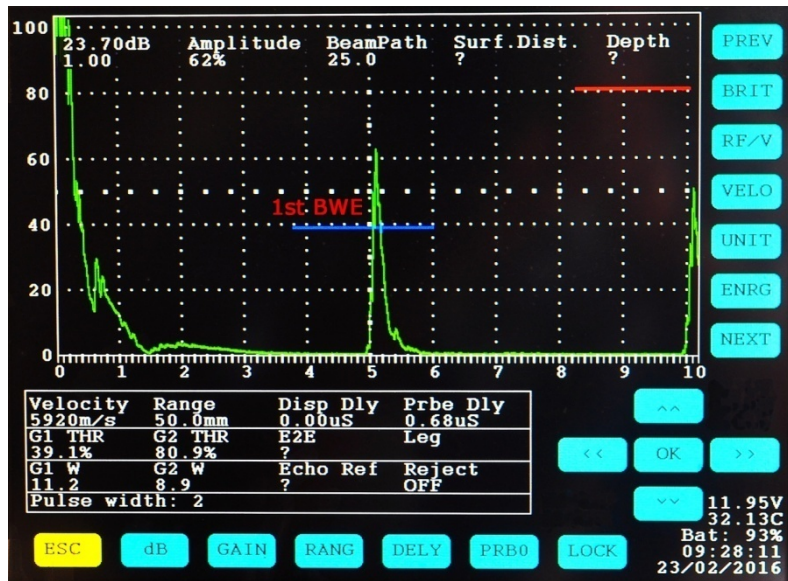 100
23.70dB Amplitude BeamPath Surf.Dist. Depth
1.00 62% 25.0 ? ?
80
60
1st BWE
40
20
0
0 1 2 3 4 5 6 7 8 9 10
PREV
BRIT
RF/V
VELO
UNIT
ENRG
NEXT
Velocity Range Disp Dly Prbe Dly
5920m/s 50.0mm 0.00uS 0.68uS
G1 THR G2 THR E2E Leg
39.1% 80.9% ?
G1 W G2 W Echo Ref Reject
11.2 8.9 ? OFF
Pulse width: 2
^^
<< OK >>
vv
11.95V
32.13C
Bat: 93%
09:28:11
23/02/2016
ESC dB GAIN RANG DELY PRB0 LOCK